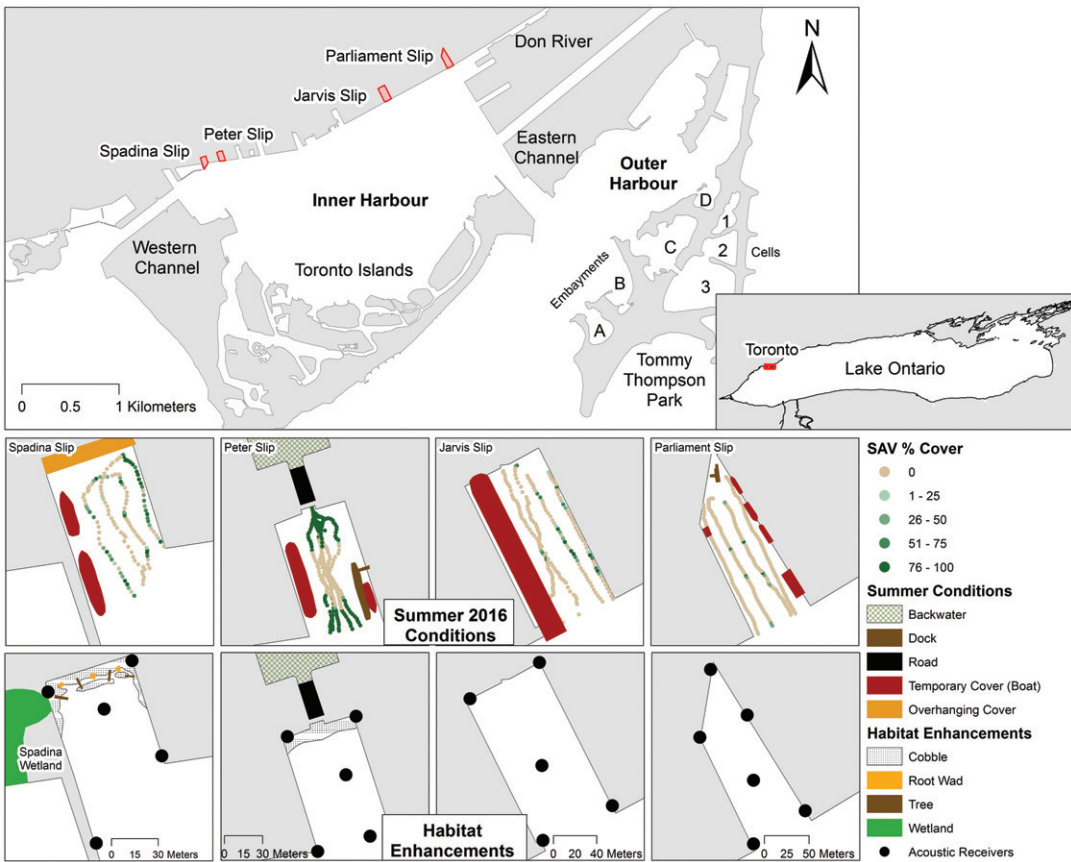 N
Don River
Parliament Slip
Jarvis Slip
Peter Slip
Spadina Slip
Eastern
Channel
Outer
Harbour
Inner Harbour
D
1
2
Cells
C
Western
Channel
Toronto Islands
Embayments
B
3
A
Tommy
Thompson
Park
0 0.5 1 Kilometers
Toronto
Lake Ontario
Spadina Slip
Peter Slip
Jarvis Slip
Parliament Slip
Summer 2016
Conditions
SAV % Cover
0
1 - 25
26 - 50
51 - 75
76 - 100
Summer Conditions
Backwater
Dock
Road
Temporary Cover (Boat)
Overhanging Cover
Habitat Enhancements
Cobble
Root Wad
Tree
Wetland
Acoustic Receivers
Spadina
Wetland
Habitat
Enhancements
0 15 30 Meters
0 15 30 Meters
0 20 40 Meters
0 25 50 Meters